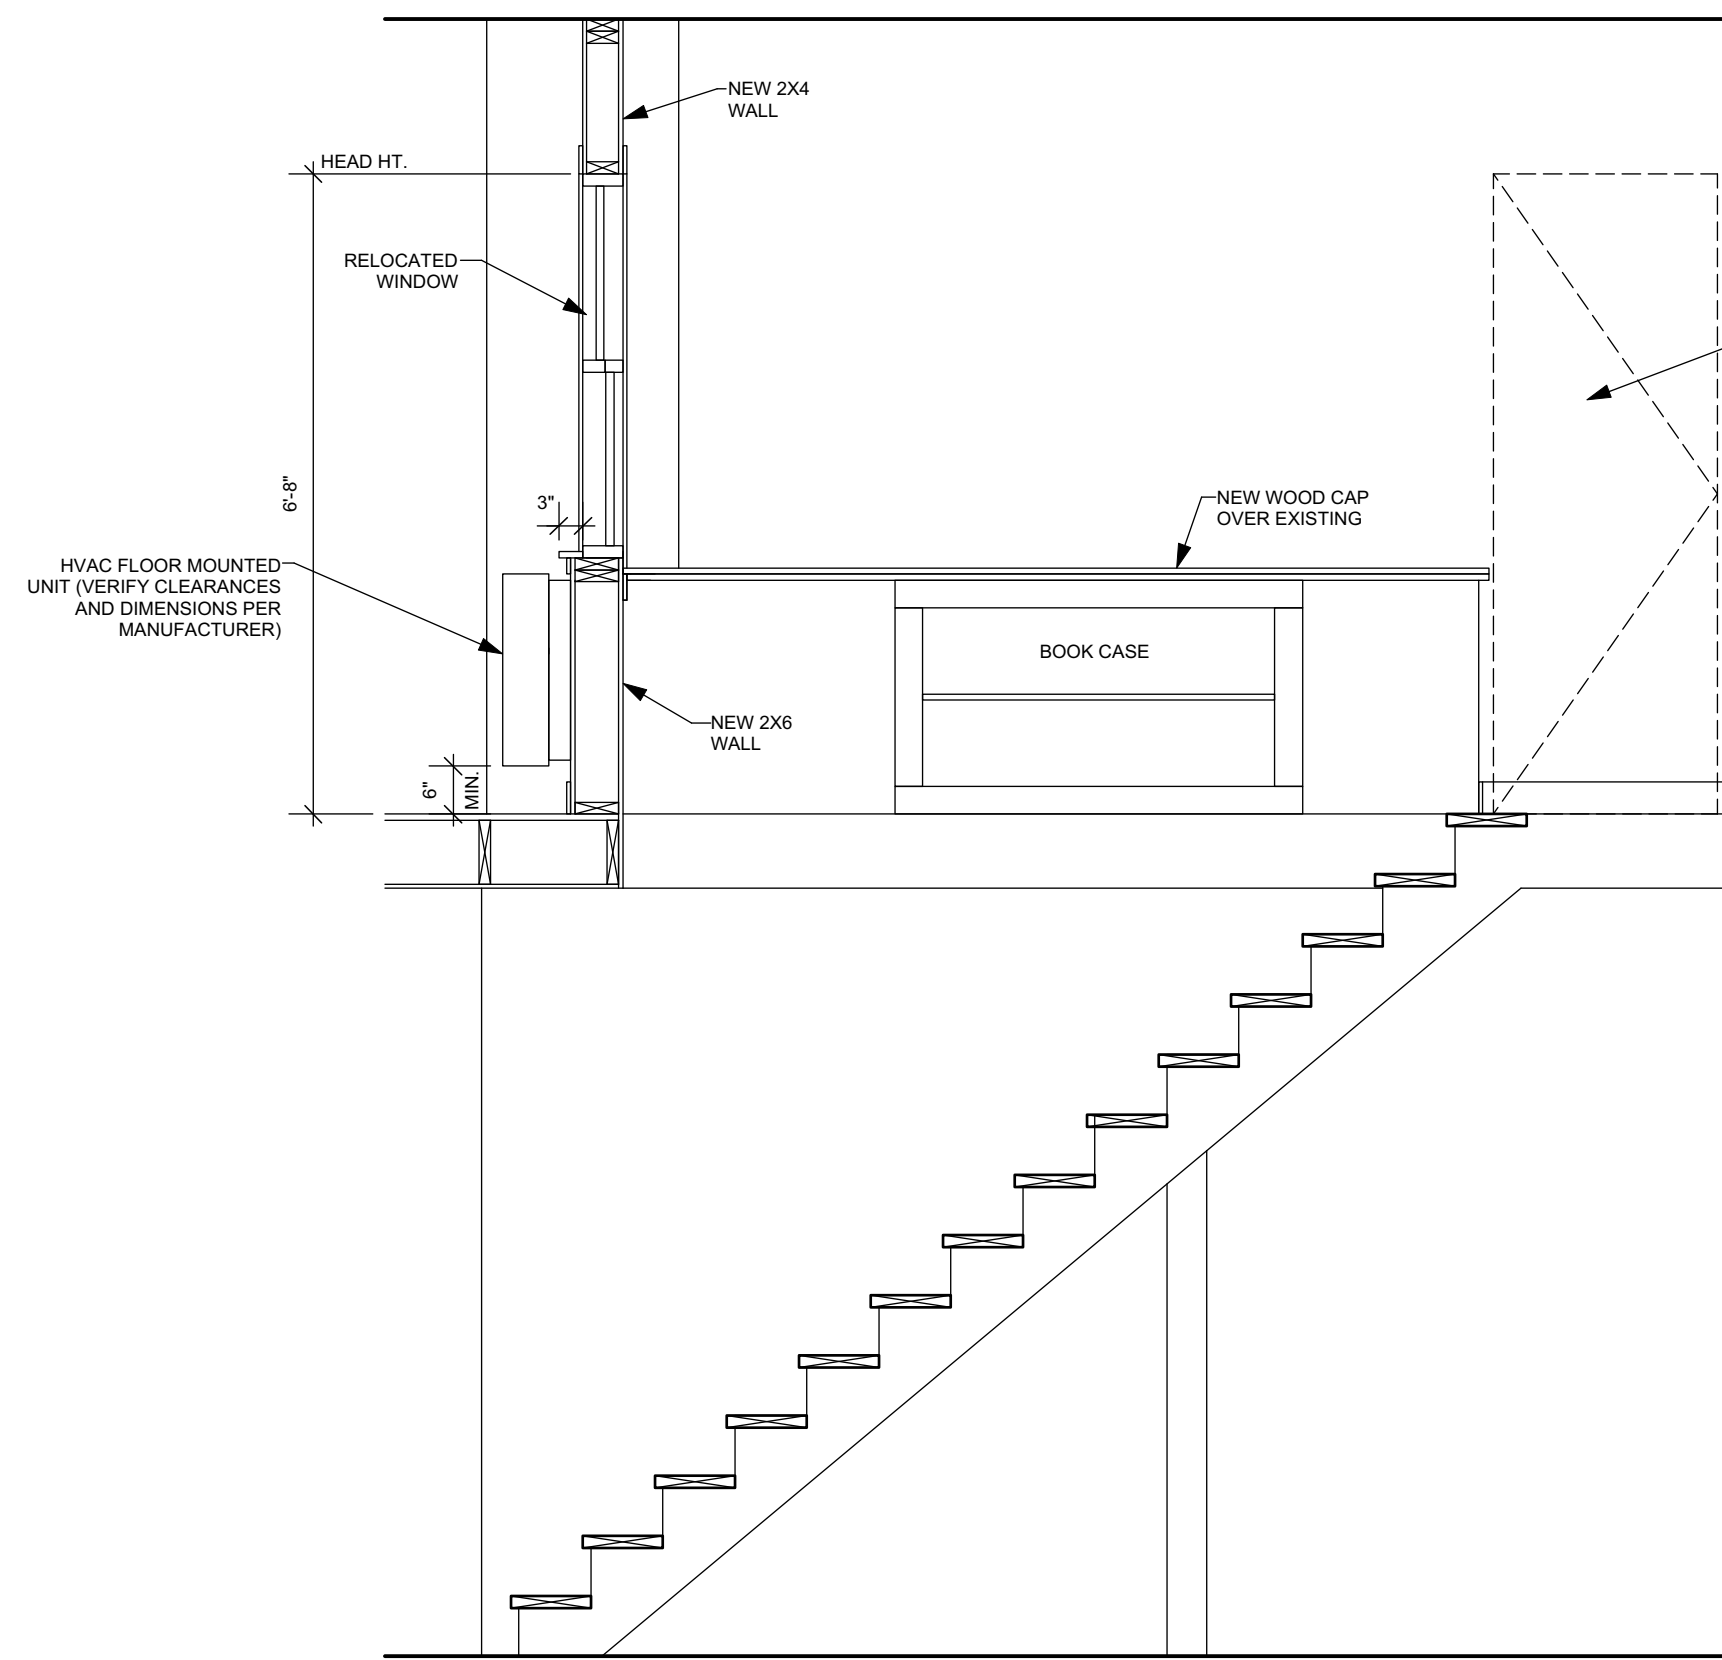 NEW 2X4
WALL
HEAD HT.
RELOCATED
WINDOW
6'-8"
3"
NEW WOOD CAP
OVER EXISTING
HVAC FLOOR MOUNTED
UNIT (VERIFY CLEARANCES
AND DIMENSIONS PER
MANUFACTURER)
BOOK CASE
NEW 2X6
WALL
6"
MIN.